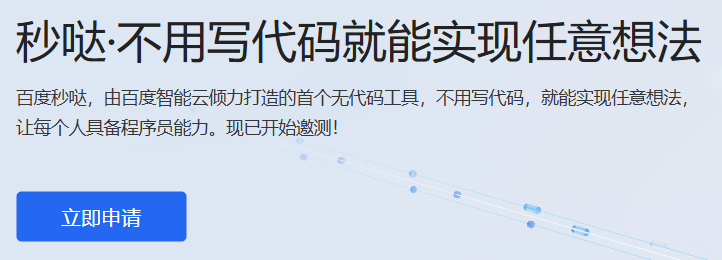 秒哒·不用写代码就能实现任意想法
百度秒哒，由百度智能云倾力打造的首个无代码工具，不用写代码，就能实现任意想法，
让每个人具备程序员能力。现已开始邀测！
立即申请